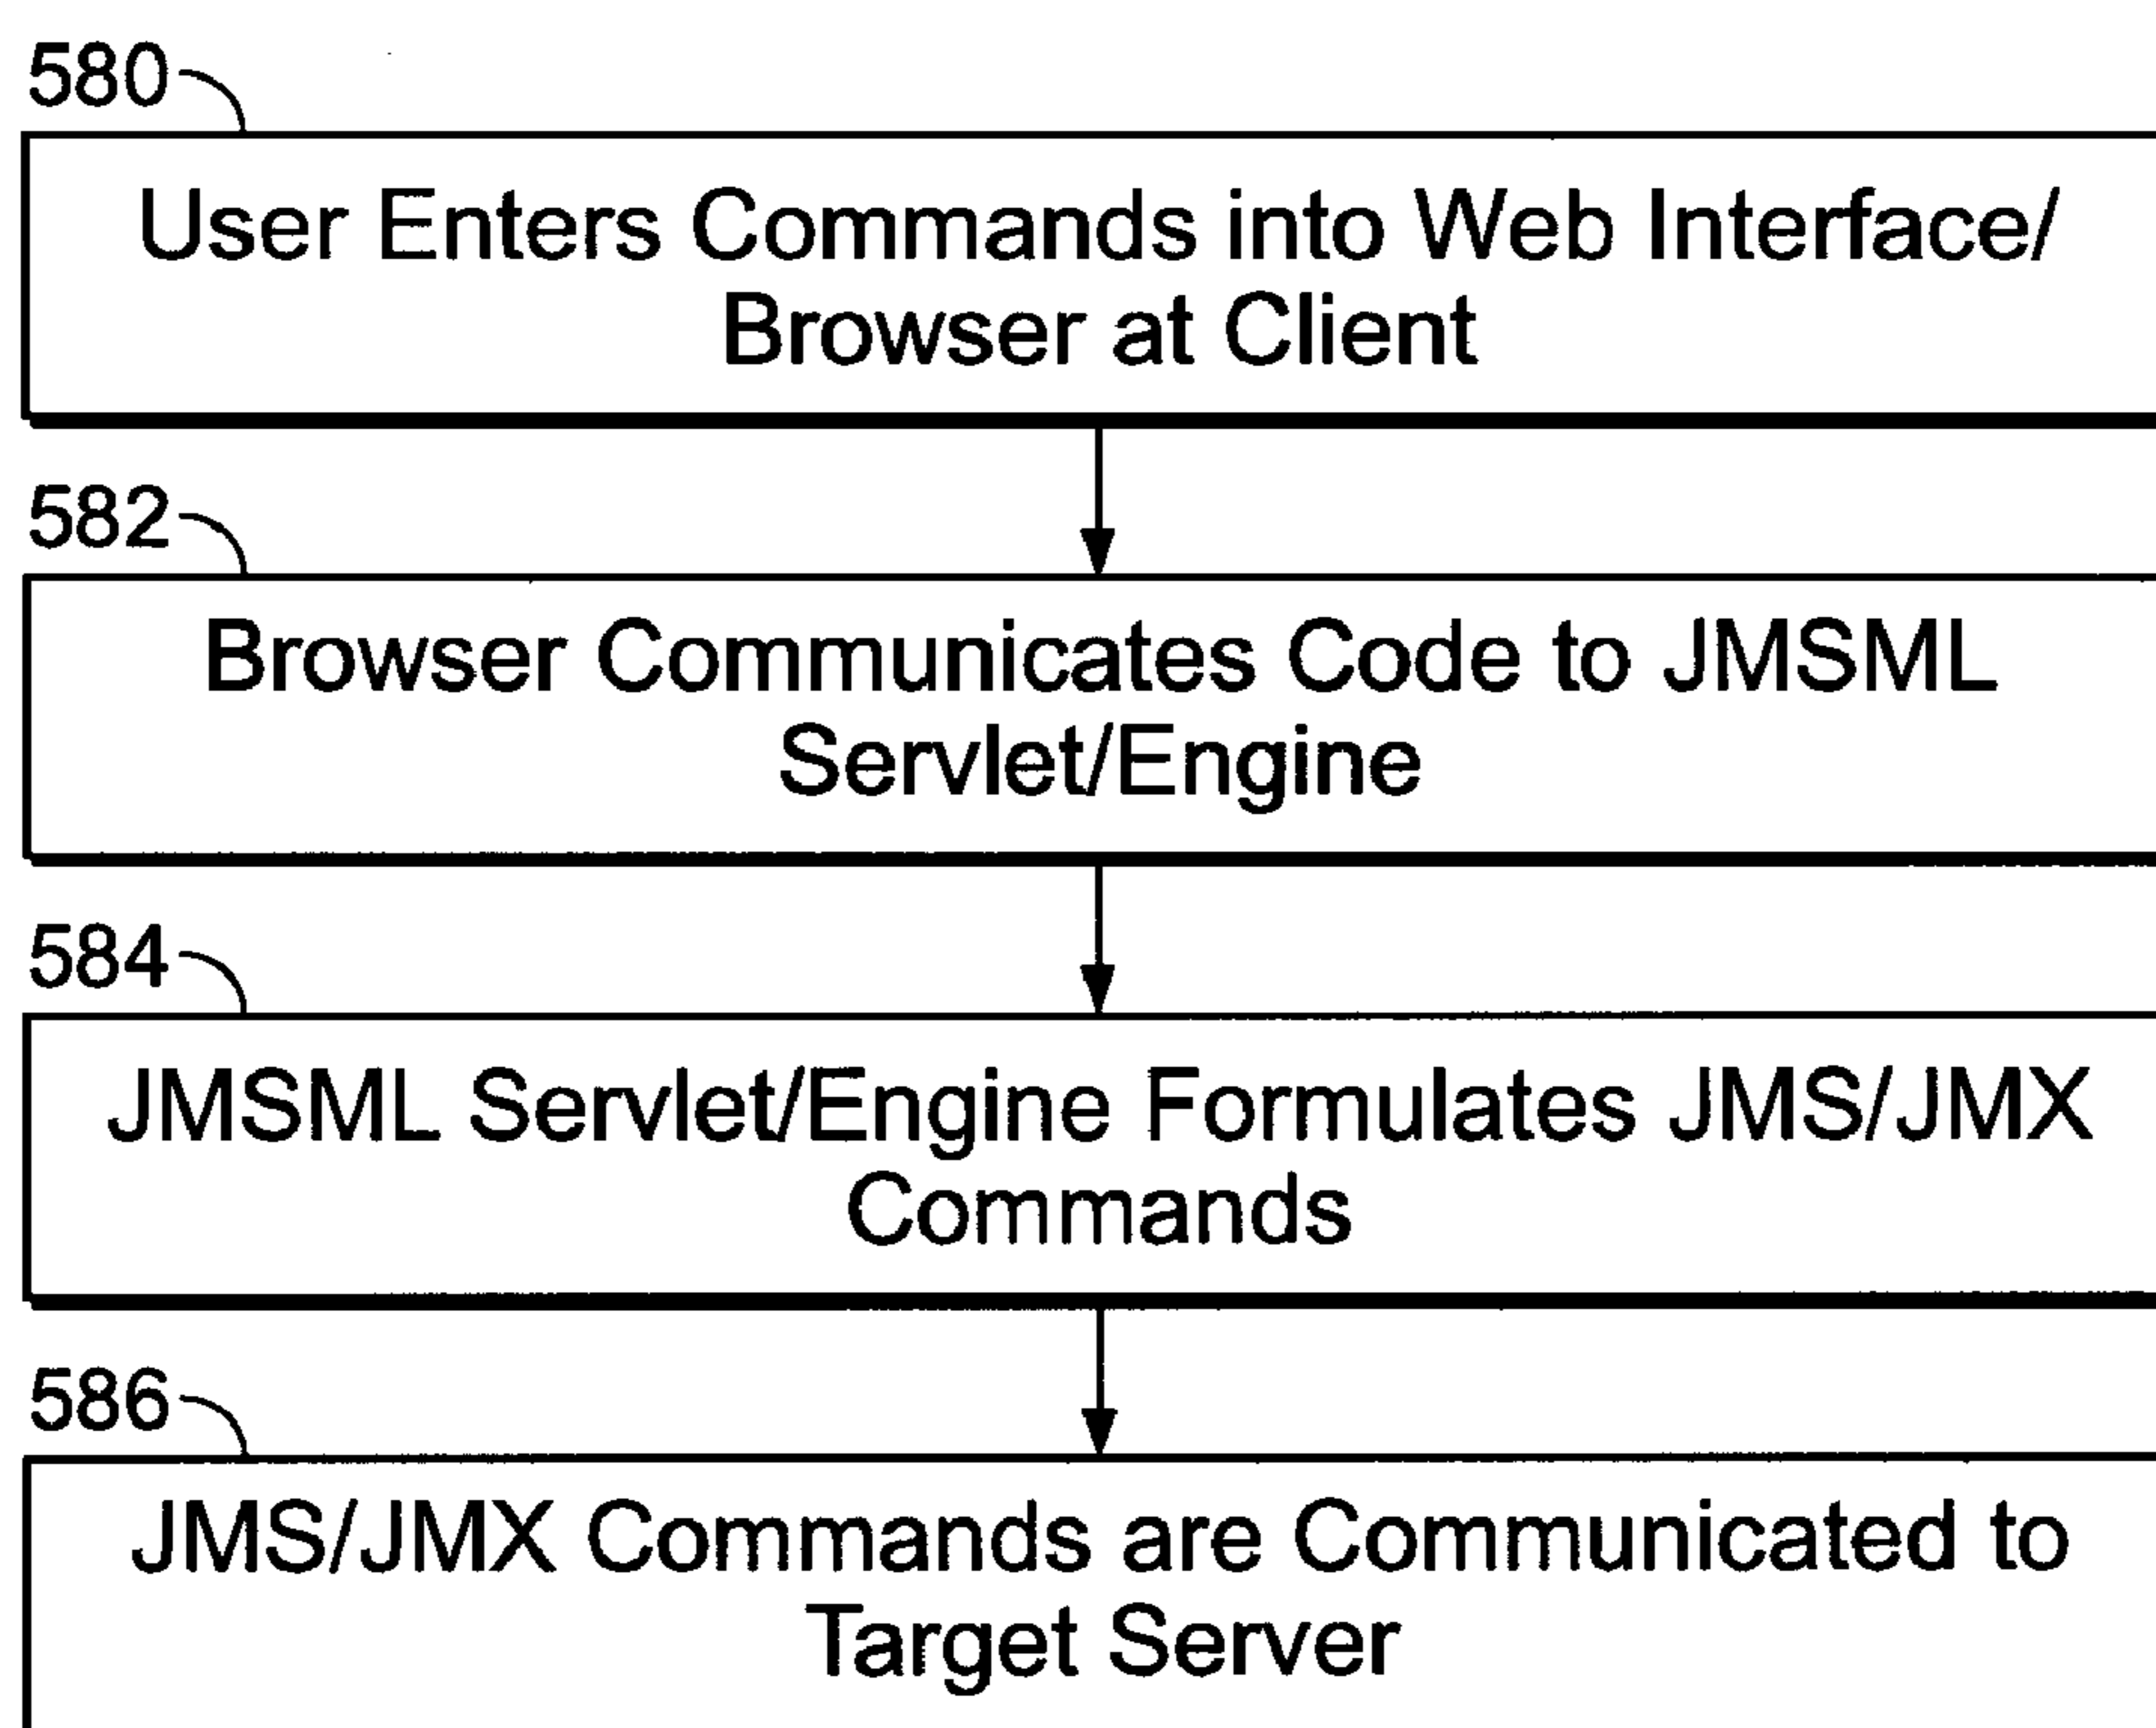 580
User Enters Commands into Web Interface/
Browser at Client
582
Browser Communicates Code to JMSML
Servlet/Engine
584
JMSML Servlet/Engine Formulates JMS/JMX
Commands
586
JMS/JMX Commands are Communicated to
Target Server